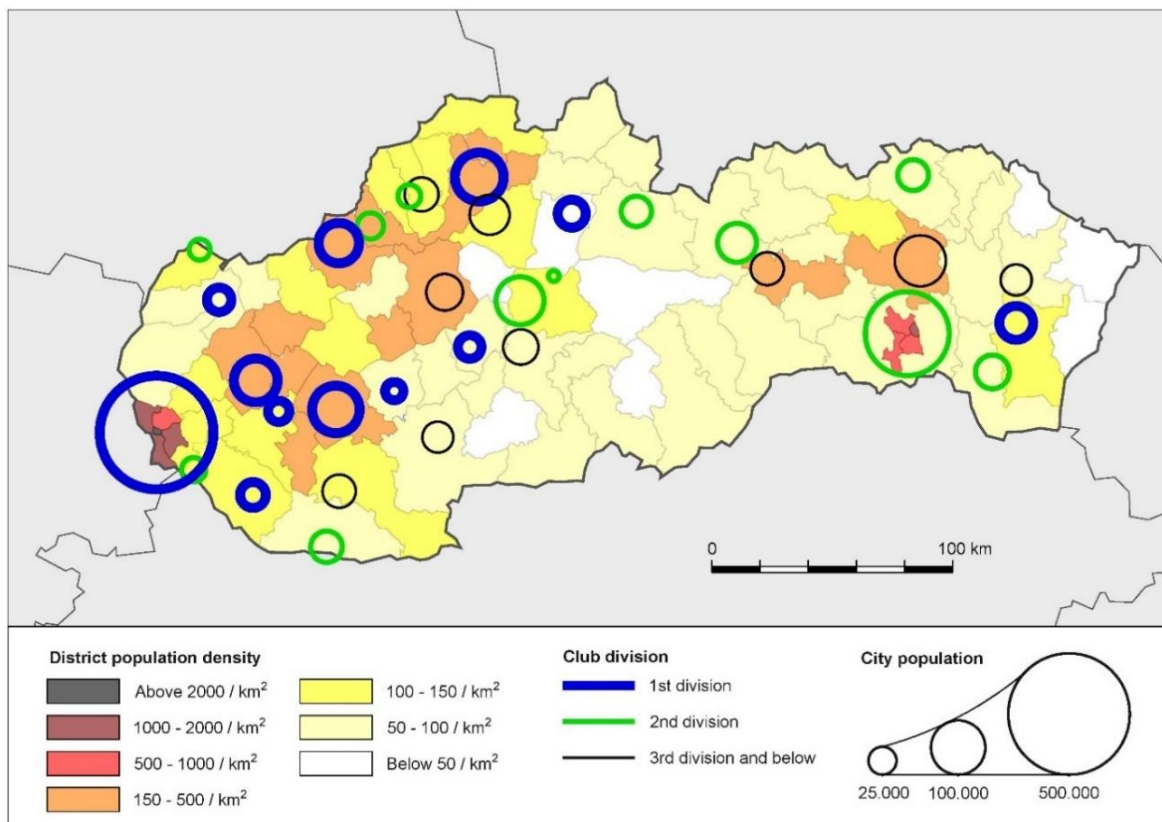 0 100 km
District population density
Above 2000 / km²
1000 - 2000 / km²
500 - 1000 / km²
150 - 500 / km²
100 - 150 / km²
50 - 100 / km²
Below 50 / km²
Club division
1st division
2nd division
3rd division and below
City population
25.000 100.000 500.000